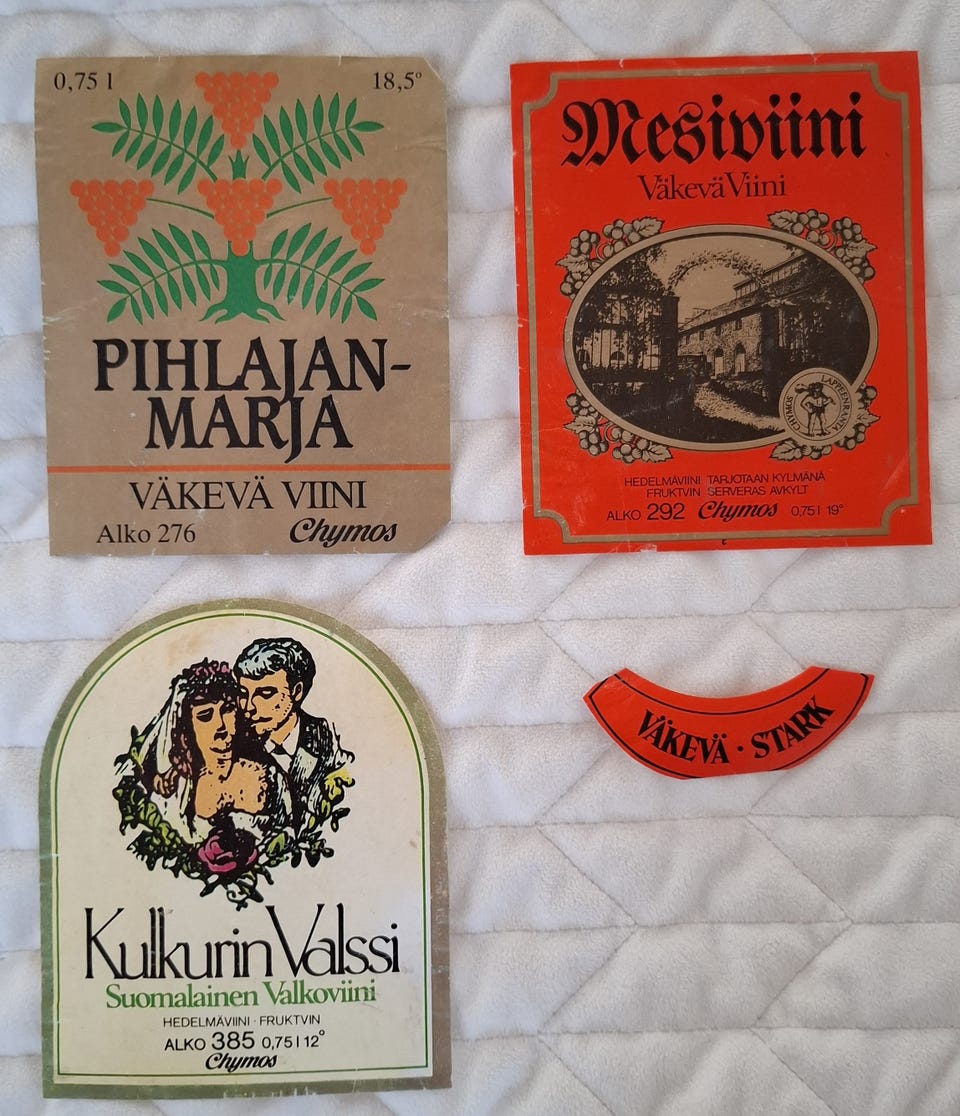 0,75 l 18,5°
PIHLAJAN-
MARJA
VÄKEVÄ VIINI
Alko 276 Chymos
Mesiviini
Väkevä Viini
CHYMOS LAPPEENRANTA
HEDELMÄVIINI TARJOTAAN KYLMÄNÄ
FRUKTVIN SERVERAS AVKYLT
ALKO 292 Chymos 0,75 l 19°
Kulkurin Valssi
Suomalainen Valkoviini
HEDELMÄVIINI · FRUKTVIN
ALKO 385 0,75 l 12°
Chymos
VÄKEVÄ · STARK